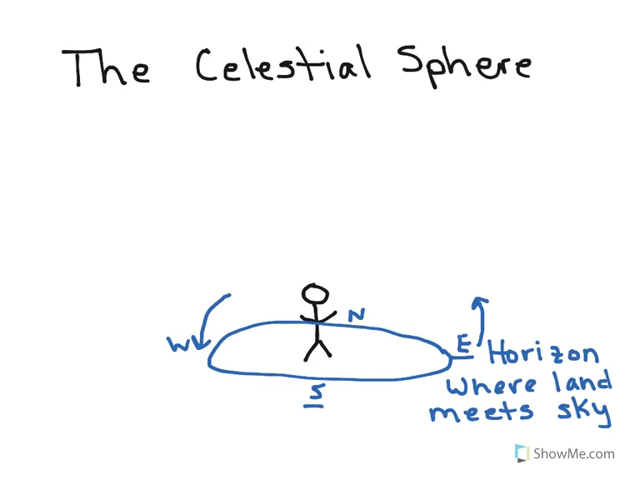 The Celestial Sphere
N
W
E
Horizon
where land
meets sky
S
ShowMe.com